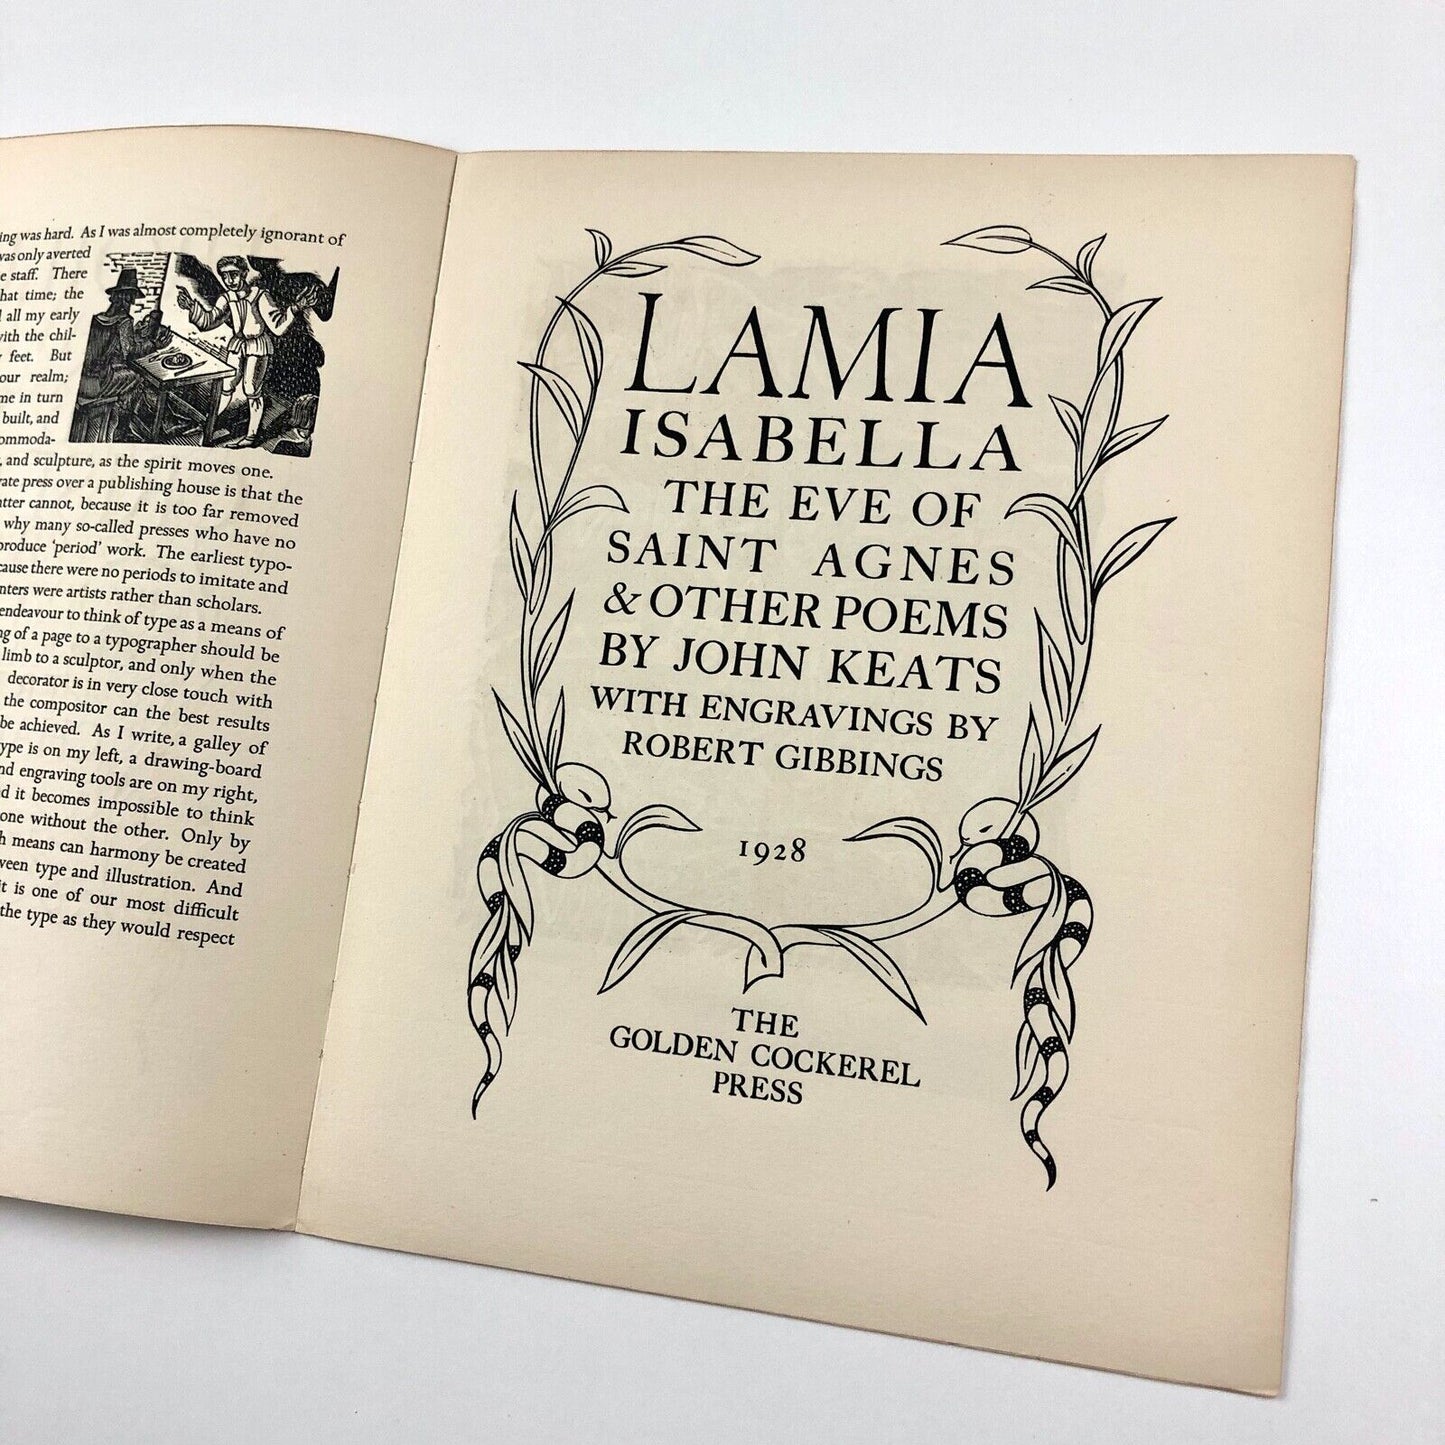 ing was hard. As I was almost completely ignorant of
was only averted
e staff. There
hat time; the
all my early
with the chil-
feet. But
our realm;
me in turn
built, and
ommoda-
, and sculpture, as the spirit moves one.
ate press over a publishing house is that the
atter cannot, because it is too far removed
why many so-called presses who have no
produce ‘period’ work. The earliest typo-
cause there were no periods to imitate and
nters were artists rather than scholars.
endeavour to think of type as a means of
ng of a page to a typographer should be
limb to a sculptor, and only when the
decorator is in very close touch with
the compositor can the best results
be achieved. As I write, a galley of
ype is on my left, a drawing-board
nd engraving tools are on my right,
d it becomes impossible to think
one without the other. Only by
h means can harmony be created
ween type and illustration. And
it is one of our most difficult
the type as they would respect
LAMIA
ISABELLA
THE EVE OF
SAINT AGNES
& OTHER POEMS
BY JOHN KEATS
WITH ENGRAVINGS BY
ROBERT GIBBINGS
1928
THE
GOLDEN COCKEREL
PRESS